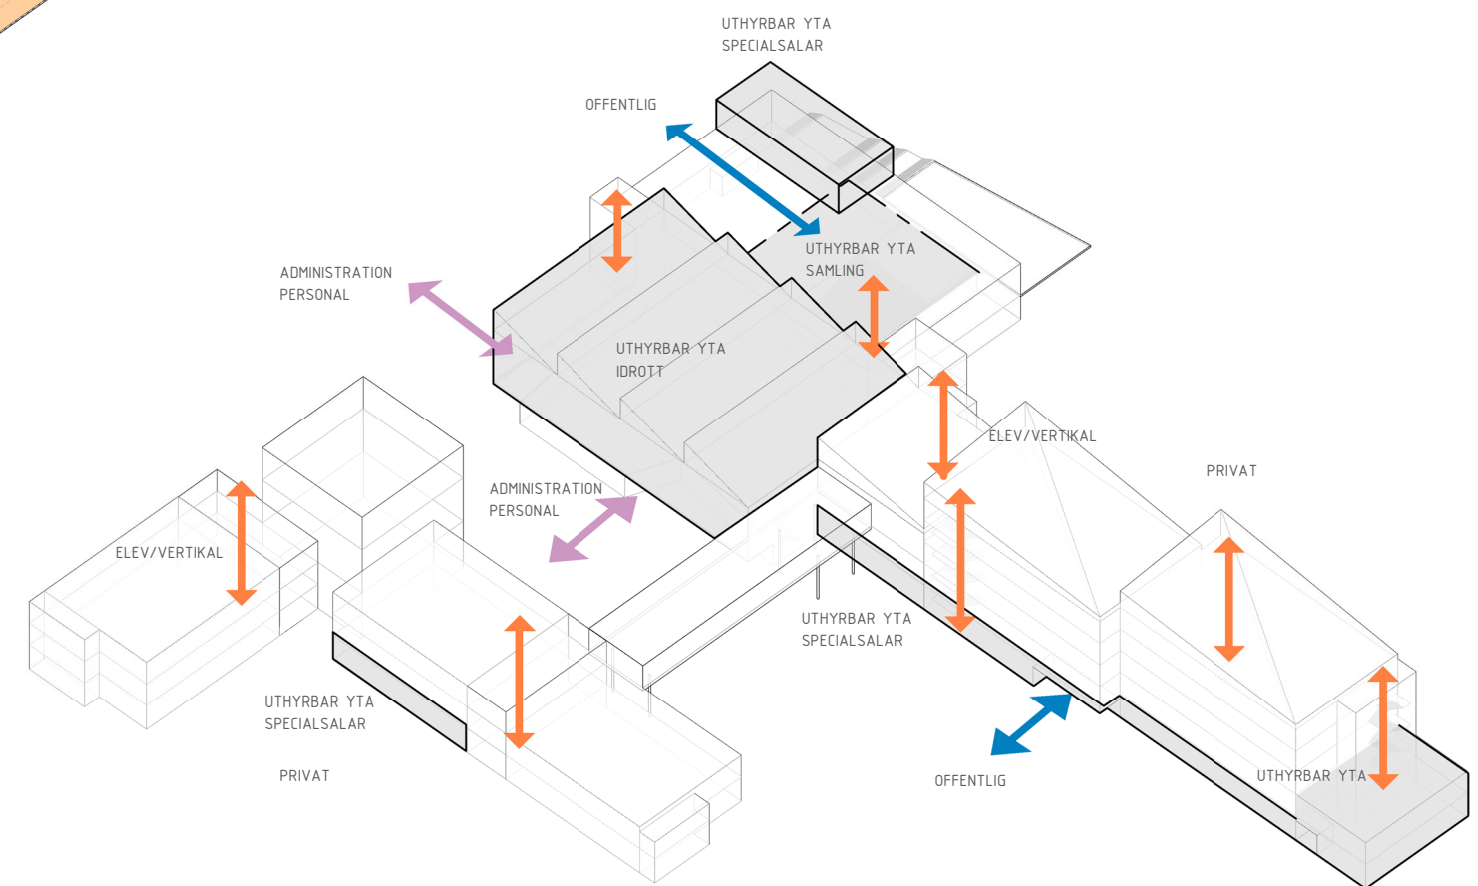 UTHYRBAR YTA
SPECIALSALAR
OFFENTLIG
UTHYRBAR YTA
SAMLING
ADMINISTRATION
PERSONAL
UTHYRBAR YTA
IDROTT
ELEV/VERTIKAL
PRIVAT
ADMINISTRATION
PERSONAL
ELEV/VERTIKAL
UTHYRBAR YTA
SPECIALSALAR
UTHYRBAR YTA
SPECIALSALAR
PRIVAT
OFFENTLIG
UTHYRBAR YTA